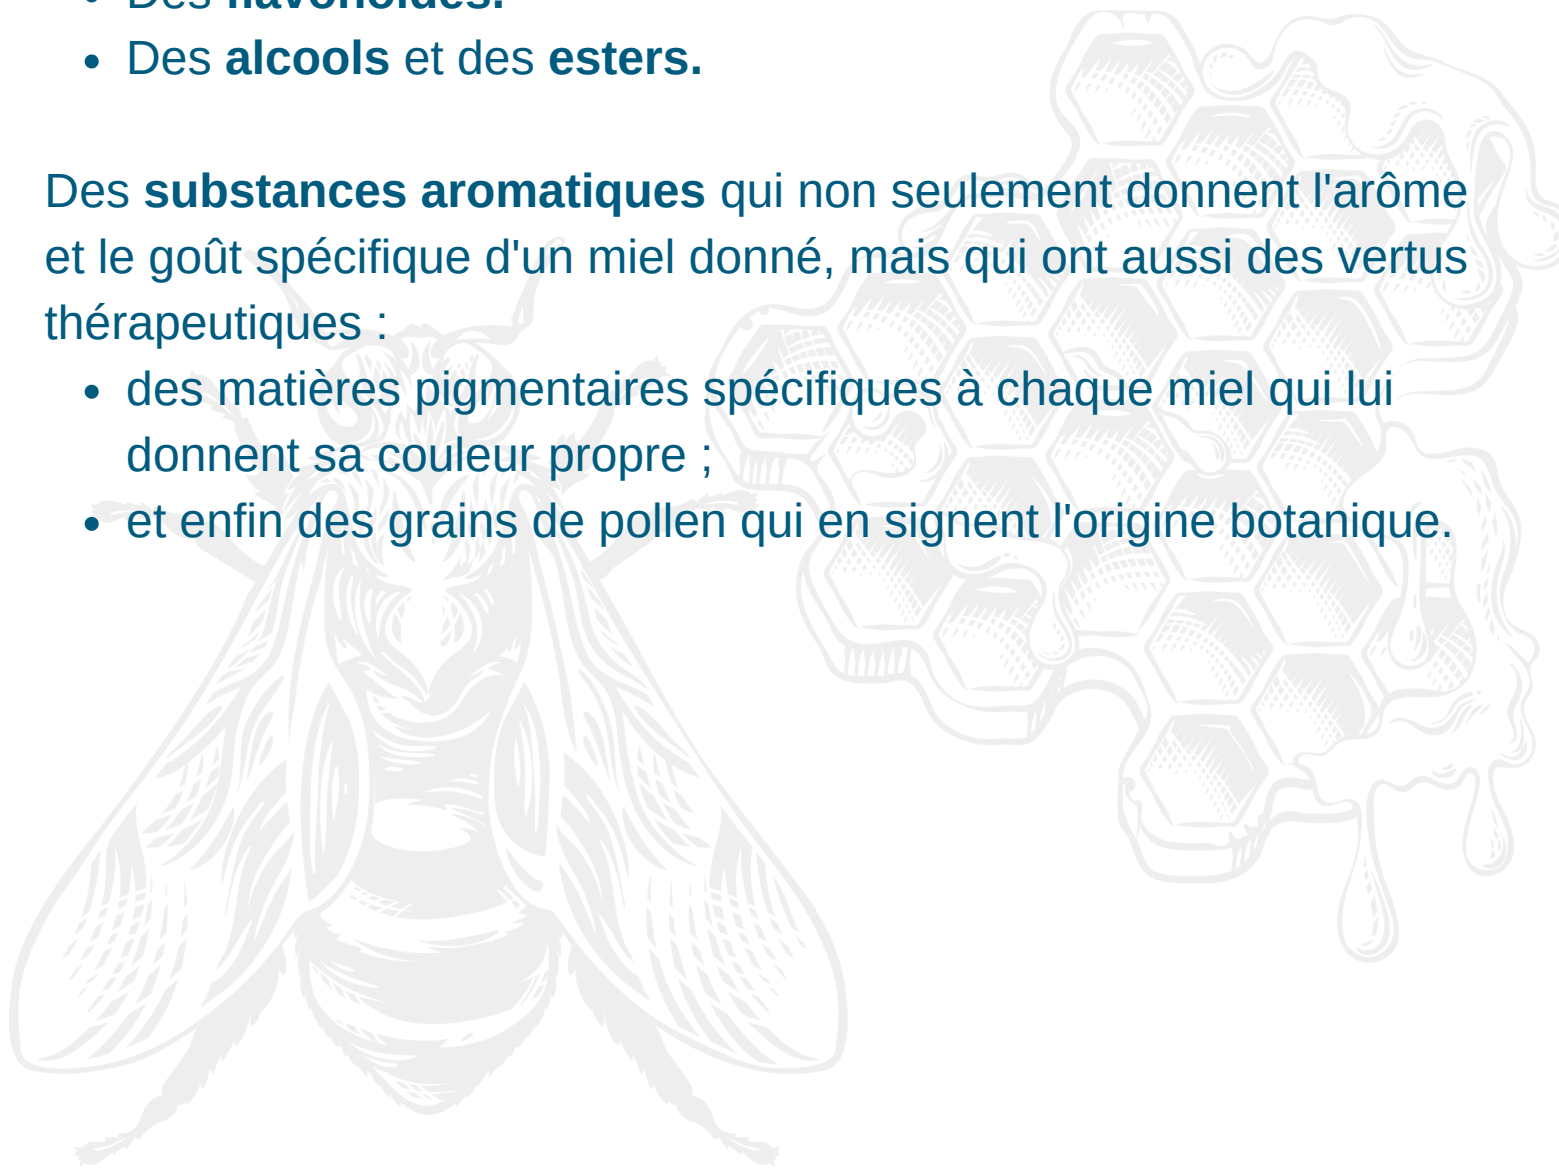 Des flavonoïdes.
Des alcools et des esters.
Des substances aromatiques qui non seulement donnent l'arôme
et le goût spécifique d'un miel donné, mais qui ont aussi des vertus
thérapeutiques :
des matières pigmentaires spécifiques à chaque miel qui lui
donnent sa couleur propre ;
et enfin des grains de pollen qui en signent l'origine botanique.